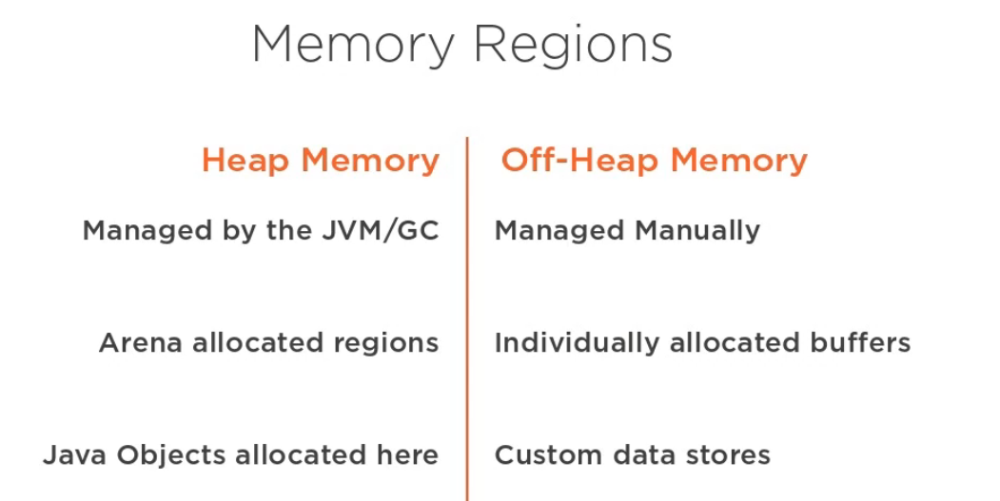 Memory Regions
Heap Memory
Off-Heap Memory
Managed by the JVM/GC
Managed Manually
Arena allocated regions
Individually allocated buffers
Java Objects allocated here
Custom data stores